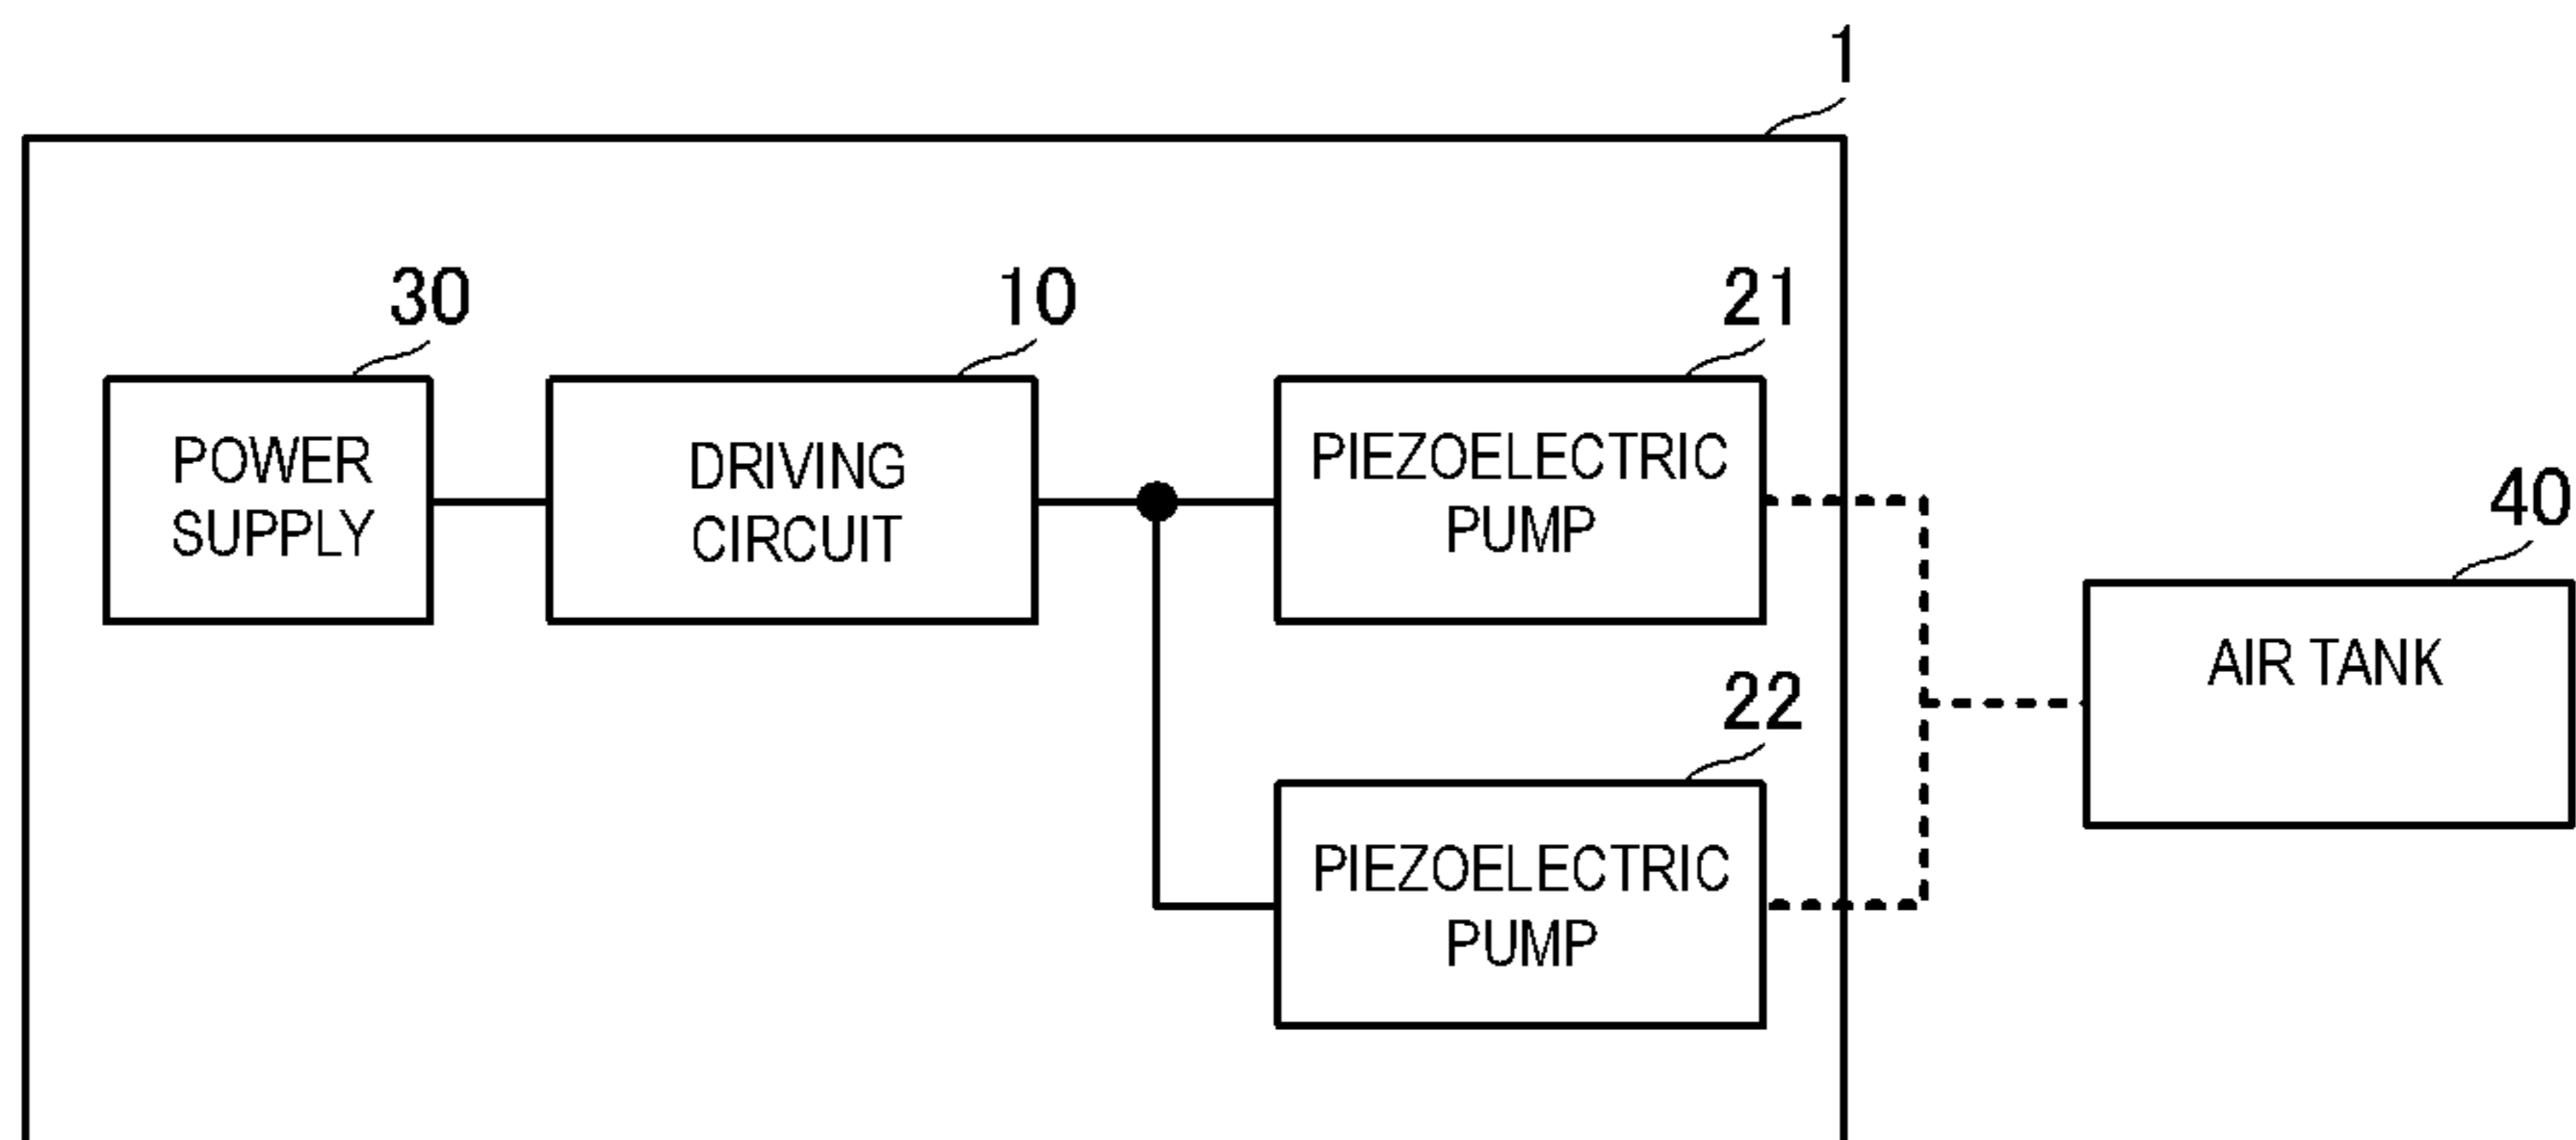 1
30
10
21
POWER
SUPPLY
DRIVING
CIRCUIT
PIEZOELECTRIC
PUMP
40
AIR TANK
22
PIEZOELECTRIC
PUMP